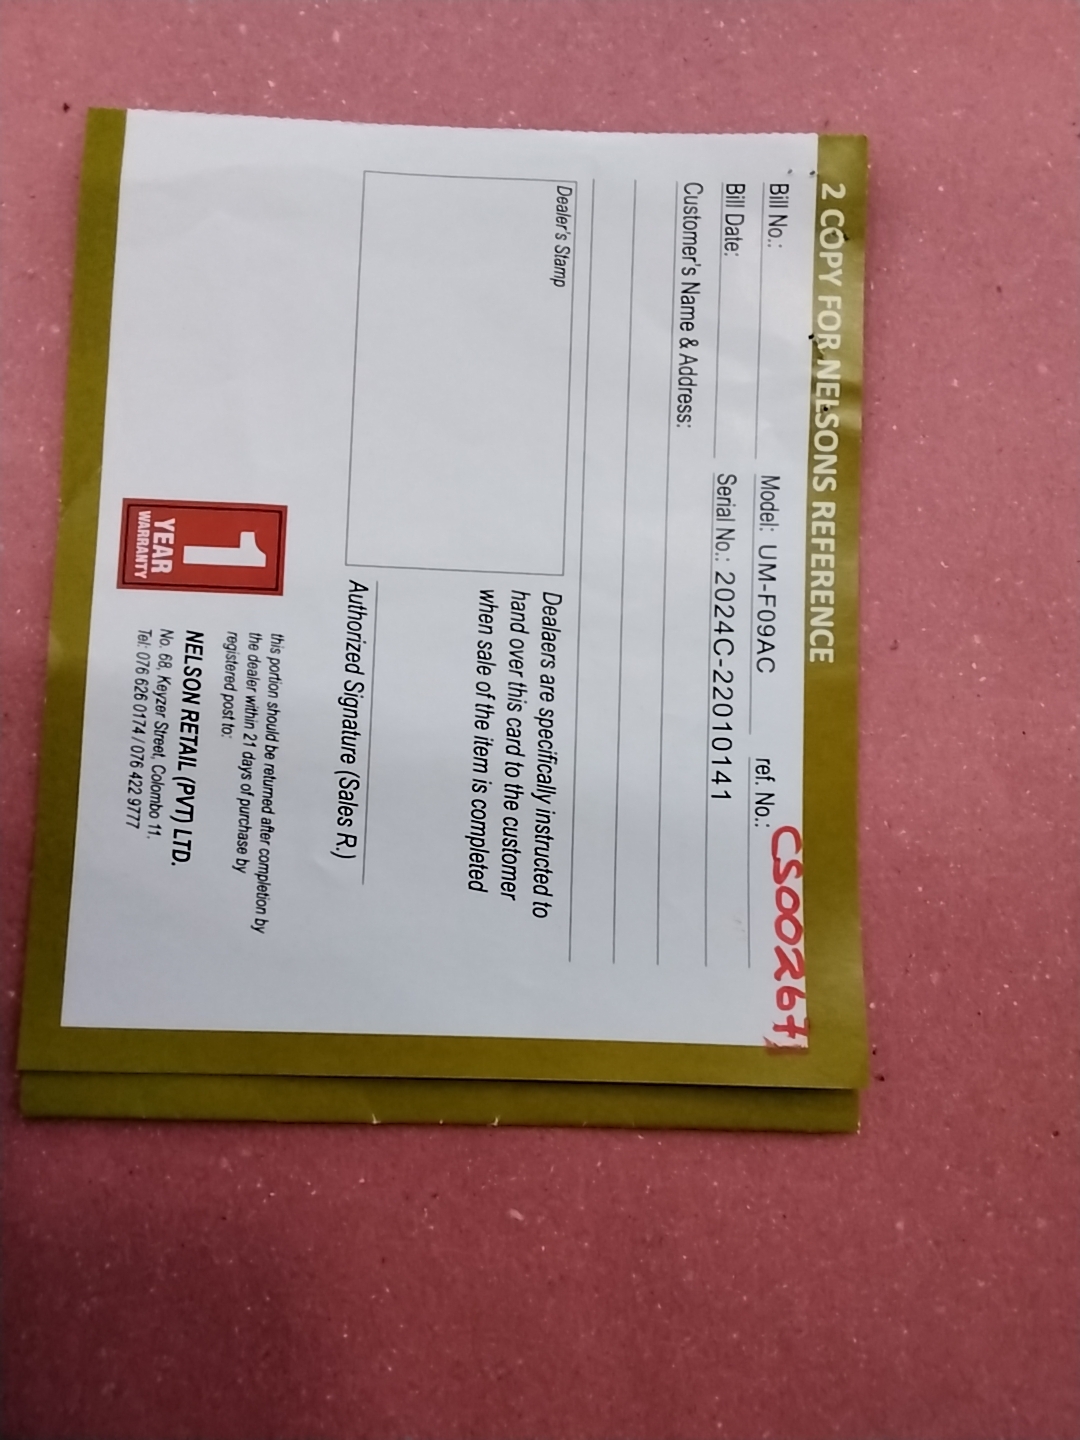 2 COPY FOR NELSONS REFERENCE
Bill No.: Model: UM-F09AC ref. No.: CS00267
Bill Date: Serial No.: 2024C-22010141
Customer's Name & Address:
Dealer's Stamp
Dealaers are specifically instructed to
hand over this card to the customer
when sale of the item is completed
Authorized Signature (Sales R.)
1
YEAR
WARRANTY
this portion should be returned after completion by
the dealer within 21 days of purchase by
registered post to:
NELSON RETAIL (PVT) LTD.
No. 68, Keyzer Street, Colombo 11.
Tel: 076 626 0174 / 076 422 9777